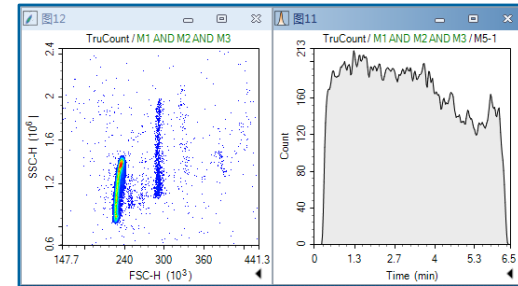 图12
TruCount / M1 AND M2 AND M3
SSC-H (10⁶)
2.4
2
1.6
1.2
0.6
147.7 240 300 360 441.3
FSC-H (10³)
图11
TruCount / M1 AND M2 AND M3 / M5-1
Count
213
160
120
80
40
0
0 1.3 2.7 4 5.2 6.5
Time (min)